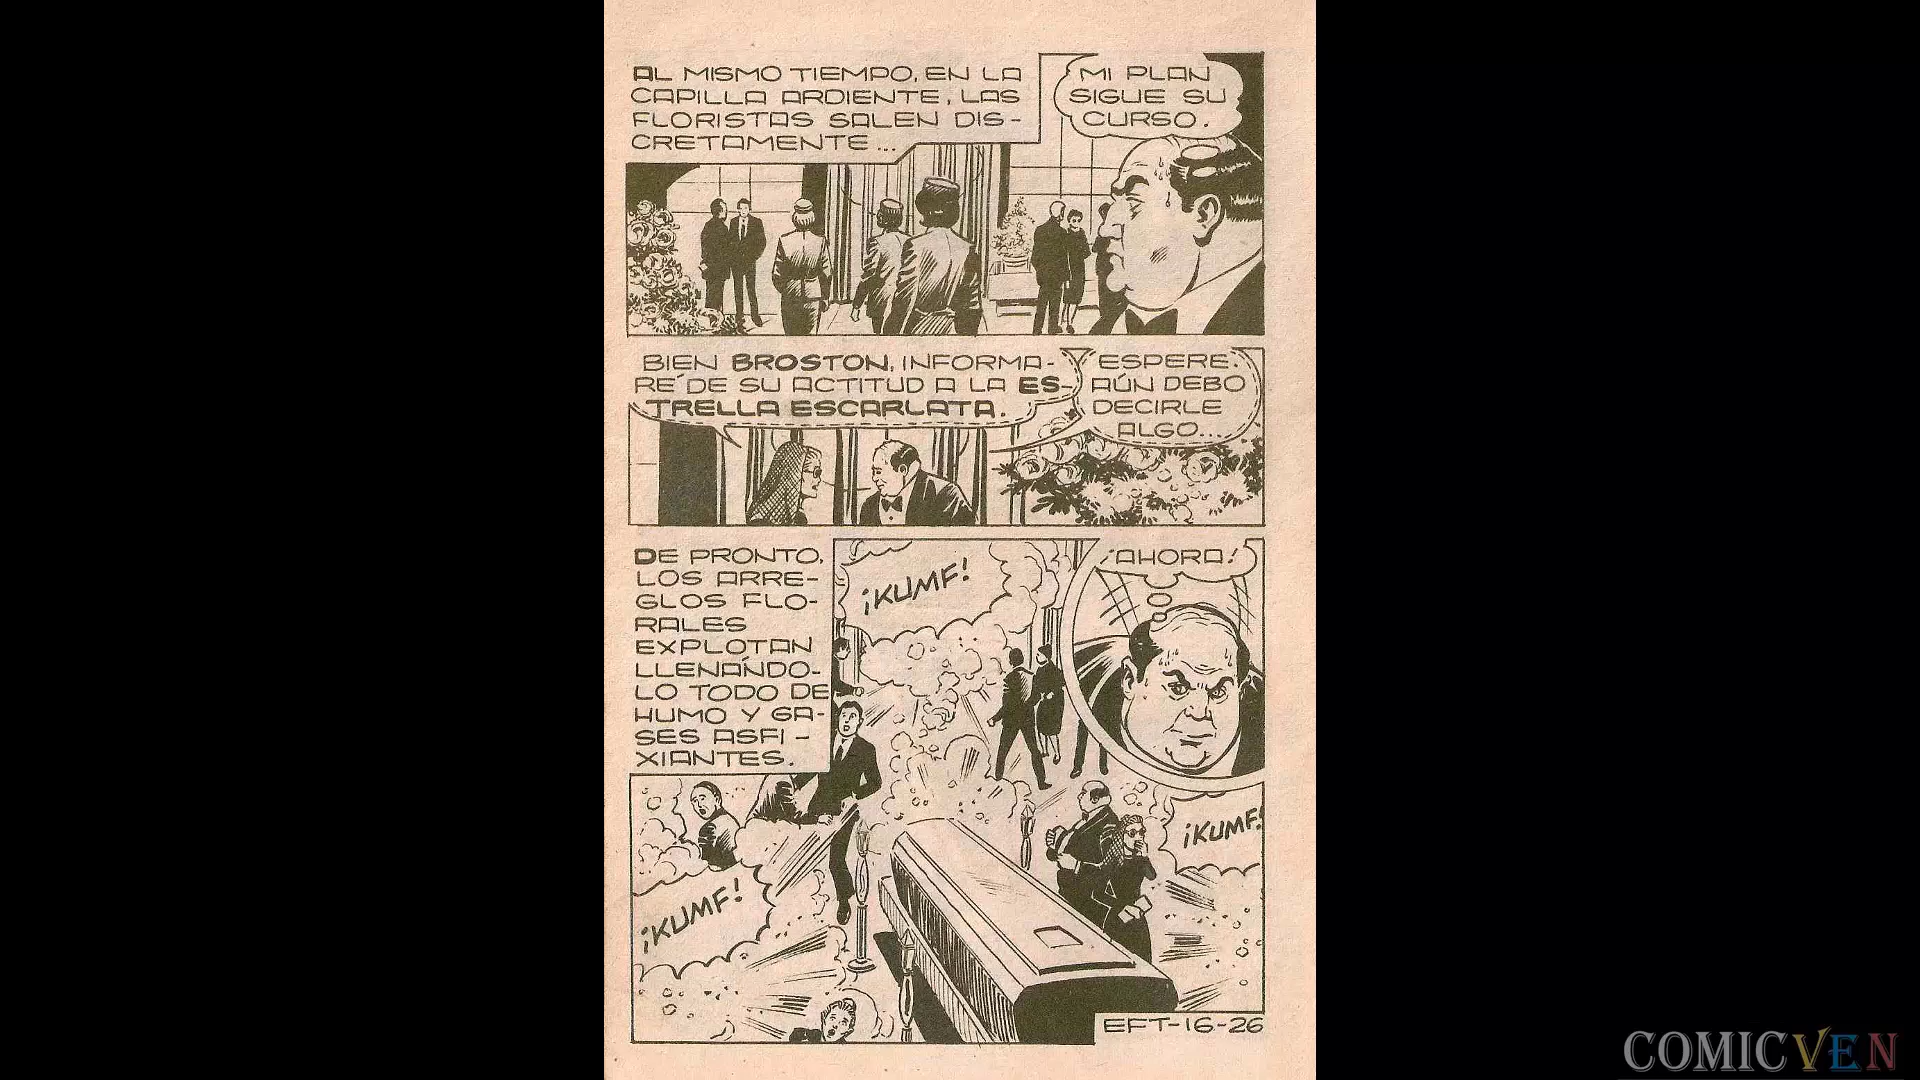 AL MISMO TIEMPO, EN LA
CAPILLA ARDIENTE, LAS
FLORISTAS SALEN DIS-
CRETAMENTE...
MI PLAN
SIGUE SU
CURSO.
BIEN BROSTON, INFORMA-
RÉ DE SU ACTITUD A LA ES-
TRELLA ESCARLATA.
ESPERE.
AÚN DEBO
DECIRLE
ALGO...
DE PRONTO,
LOS ARRE-
GLOS FLO-
RALES
EXPLOTAN
LLENÁNDO-
LO TODO DE
HUMO Y GA-
SES ASFI-
XIANTES.
¡KUMF!
¡AHORA!
¡KUMF!
¡KUMF!
EFT-16-26
COMICVEN